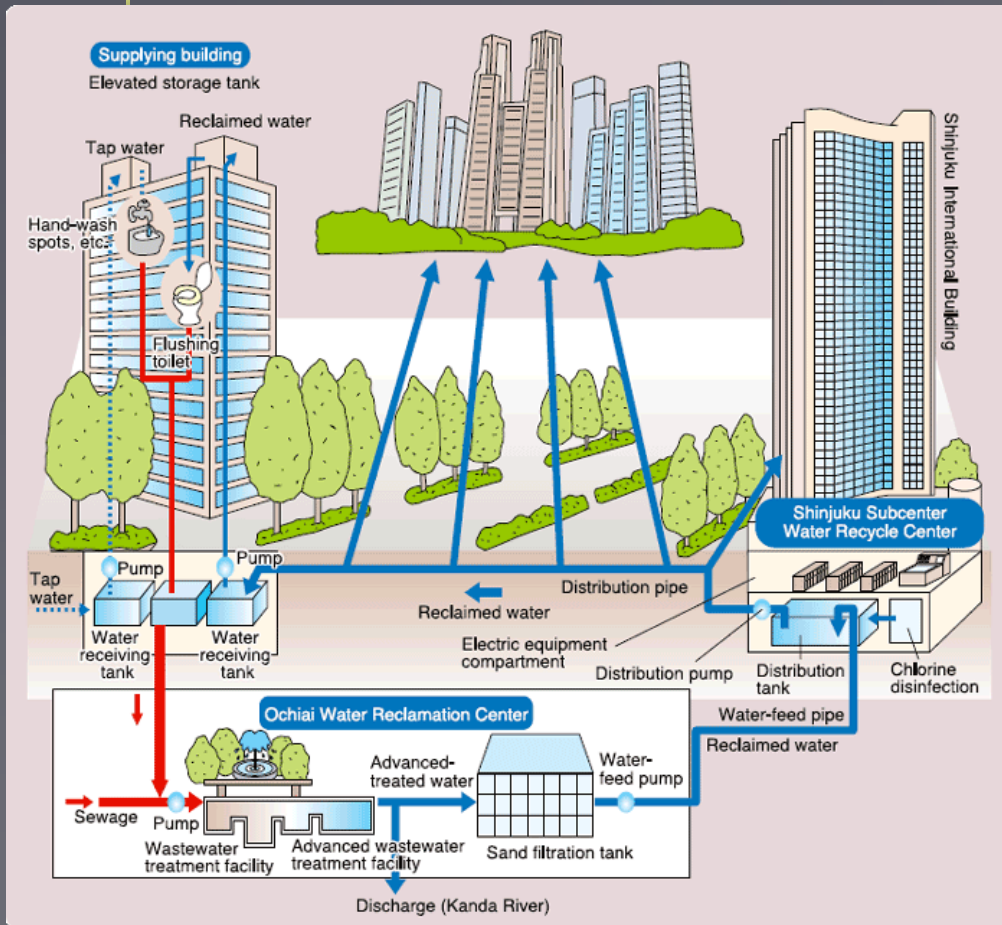 Supplying building
Elevated storage tank
Reclaimed water
Tap water
Hand-wash
spots, etc.
Flushing
toilet
Shinjuku International Building
Shinjuku Subcenter
Water Recycle Center
Pump
Pump
Tap
water
Distribution pipe
Reclaimed water
Water
receiving
tank
Water
receiving
tank
Electric equipment
compartment
Distribution pump
Distribution
tank
Chlorine
disinfection
Water-feed pipe
Reclaimed water
Ochiai Water Reclamation Center
Advanced-
treated water
Water-
feed pump
Sewage
Pump
Wastewater
treatment facility
Advanced wastewater
treatment facility
Sand filtration tank
Discharge (Kanda River)